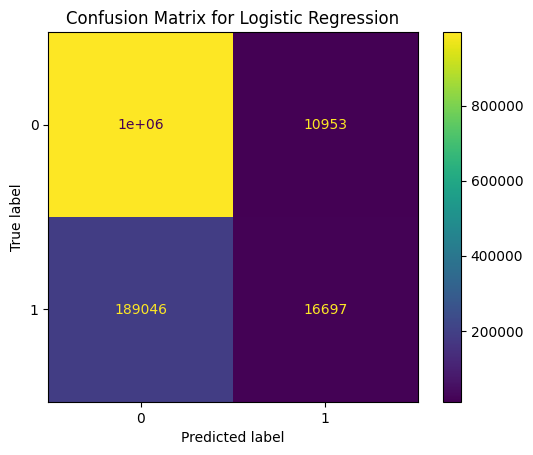 Confusion Matrix for Logistic Regression
0
1e+06
10953
1
189046
16697
0
1
True label
Predicted label
800000
600000
400000
200000